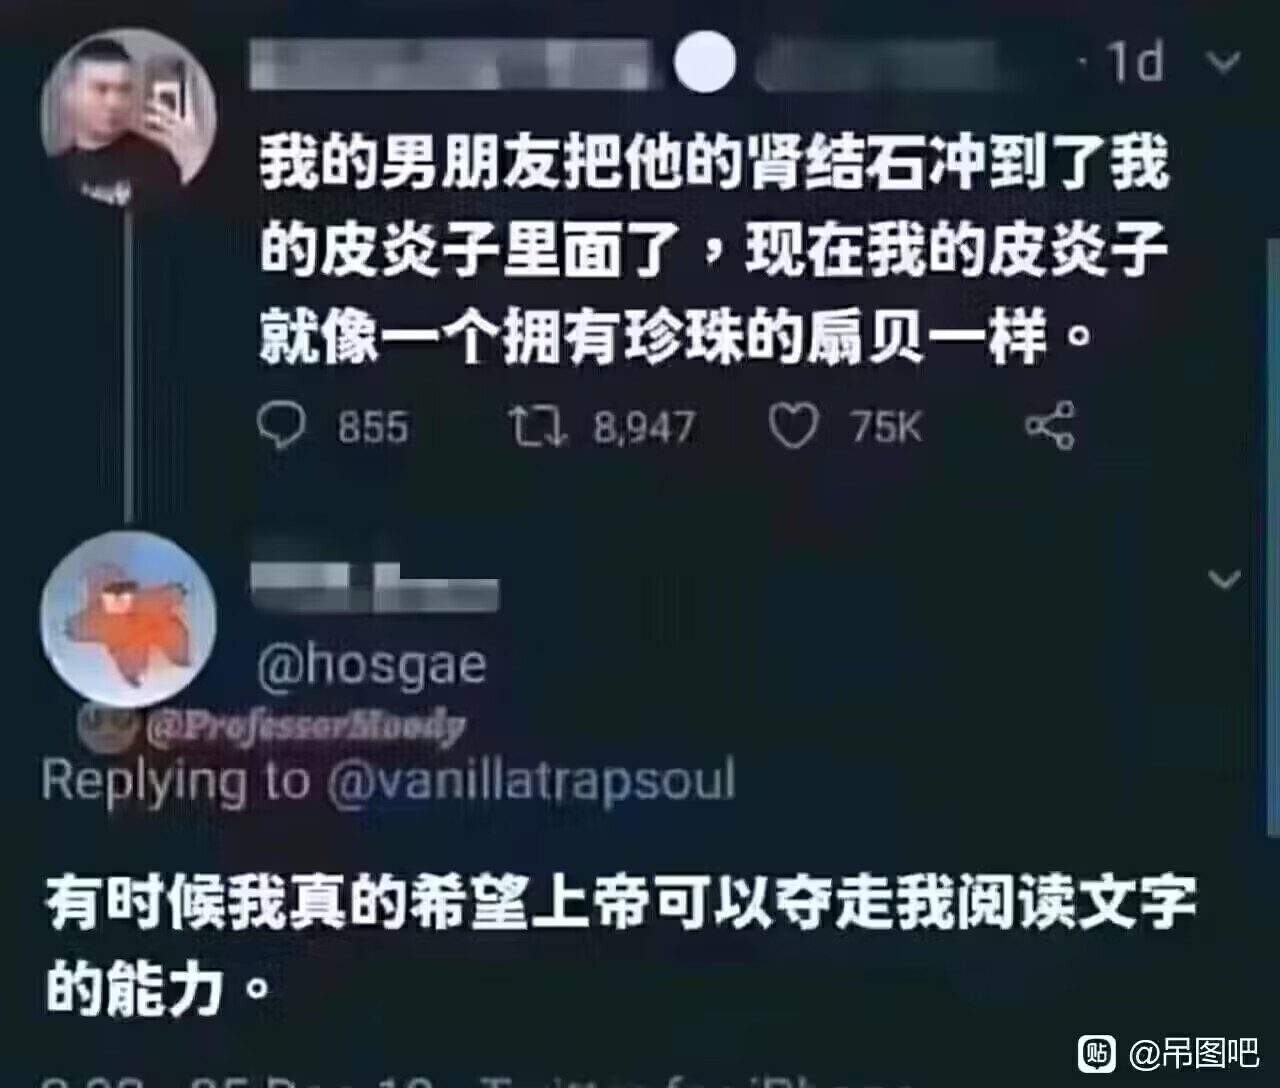 · 1d
我的男朋友把他的肾结石冲到了我
的皮炎子里面了，现在我的皮炎子
就像一个拥有珍珠的扇贝一样。
855 8,947 75K
@hosgae
@ProfessorMoody
Replying to @vanillatrapsoul
有时候我真的希望上帝可以夺走我阅读文字
的能力。
贴 @吊图吧